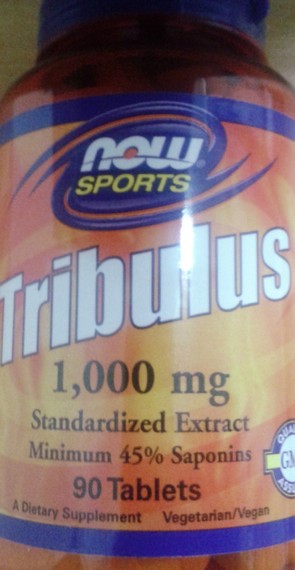 now
SPORTS
Tribulus
1,000 mg
Standardized Extract
Minimum 45% Saponins
90 Tablets
A Dietary Supplement Vegetarian/Vegan